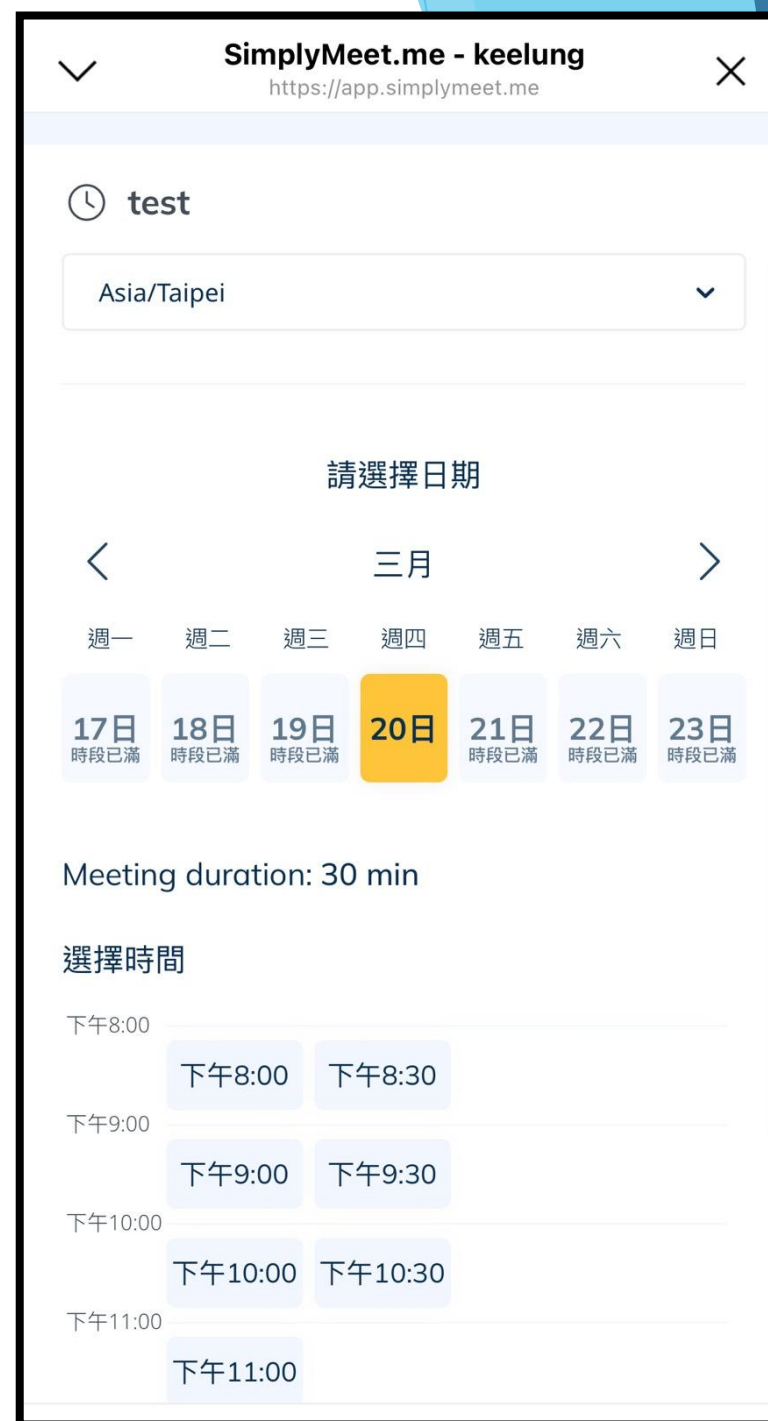 SimplyMeet.me - keelung
https://app.simplymeet.me
test
Asia/Taipei
請選擇日期
三月
週一 週二 週三 週四 週五 週六 週日
17日 18日 19日 20日 21日 22日 23日
時段已滿 時段已滿 時段已滿 時段已滿 時段已滿 時段已滿
Meeting duration: 30 min
選擇時間
下午8:00
下午8:00 下午8:30
下午9:00
下午9:00 下午9:30
下午10:00
下午10:00 下午10:30
下午11:00
下午11:00